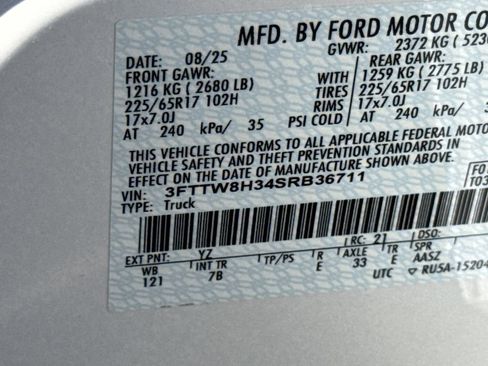 MFD. BY FORD MOTOR CO
DATE: 08/25 GVWR: 2372 KG ( 523
FRONT GAWR: REAR GAWR:
1216 KG ( 2680 LB) WITH 1259 KG ( 2775 LB)
225/65R17 102H TIRES 225/65R17 102H
17x7.0J RIMS 17x7.0J
AT 240 kPa/ 35 PSI COLD AT 240 kPa/
THIS VEHICLE CONFORMS TO ALL APPLICABLE FEDERAL MOTO
VEHICLE SAFETY AND THEFT PREVENTION STANDARDS IN
EFFECT ON THE DATE OF MANUFACTURE SHOWN ABOVE.
VIN: 3FTTW8H34SRB36711
TYPE: Truck
EXT PNT: YZ RC: 21 DSO:
WB INT TR TP/PS R E AXLE TR E SPR
121 7B 33 AASZ
UTC ▽ RU5A-15204